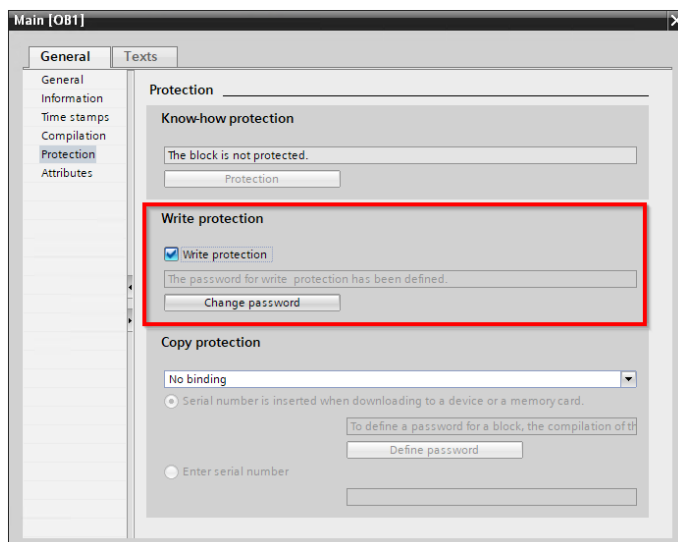 Main [OB1]
General
Texts
General
Information
Time stamps
Compilation
Protection
Attributes
Protection
Know-how protection
The block is not protected.
Protection
Write protection
Write protection
The password for write protection has been defined.
Change password
Copy protection
No binding
Serial number is inserted when downloading to a device or a memory card.
To define a password for a block, the compilation of th
Define password
Enter serial number